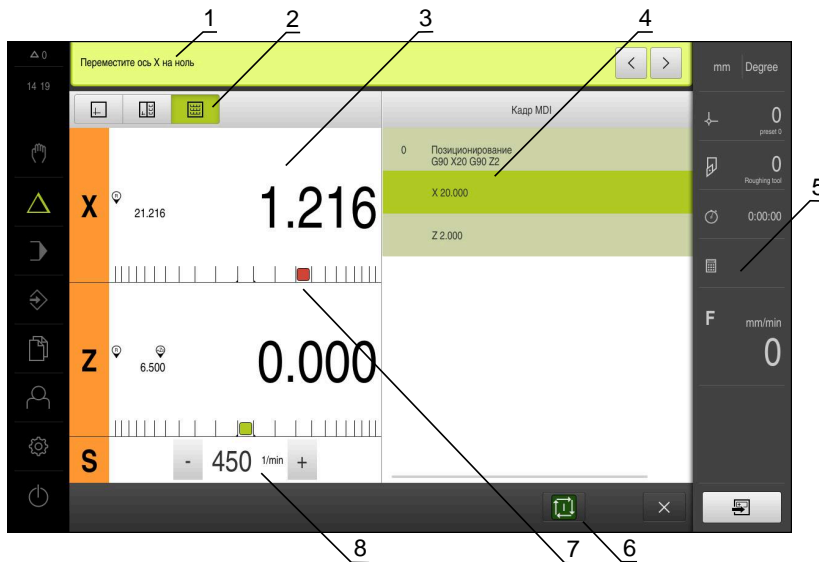 1
2
3
4
0
14 19
Переместите ось X на ноль
mm
Degree
Кадр MDI
0
preset 0
0
Позиционирование
G90 X20 G90 Z2
0
Roughing tool
X
R
21.216
1.216
X 20.000
5
0:00:00
Z 2.000
F
mm/min
0
Z
R
6.500
0.000
S
-
450
1/min
+
8
7
6